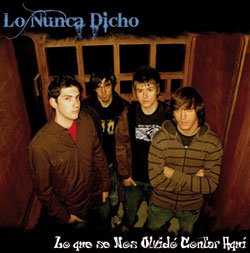 Lo Nunca Dicho
Lo que se Nos Olvidó Contar Aquí